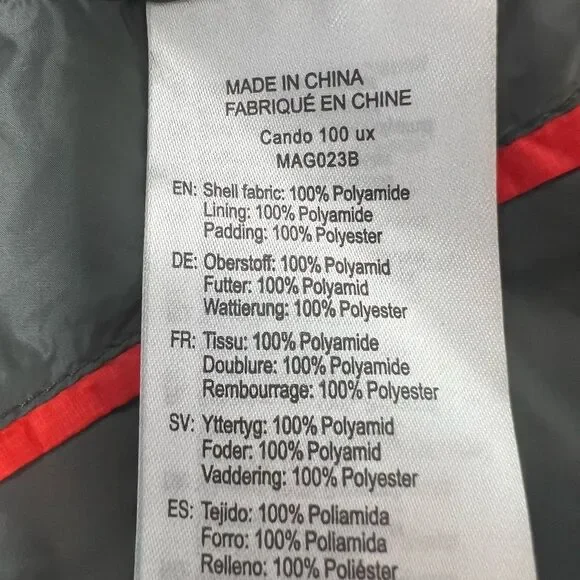 MADE IN CHINA
FABRIQUÉ EN CHINE
Cando 100 ux
MAG023B
EN: Shell fabric: 100% Polyamide
Lining: 100% Polyamide
Padding: 100% Polyester
DE: Oberstoff: 100% Polyamid
Futter: 100% Polyamid
Wattierung: 100% Polyester
FR: Tissu: 100% Polyamide
Doublure: 100% Polyamide
Rembourrage: 100% Polyester
SV: Yttertyg: 100% Polyamid
Foder: 100% Polyamid
Vaddering: 100% Polyester
ES: Tejido: 100% Poliamida
Forro: 100% Poliamida
Relleno: 100% Poliéster